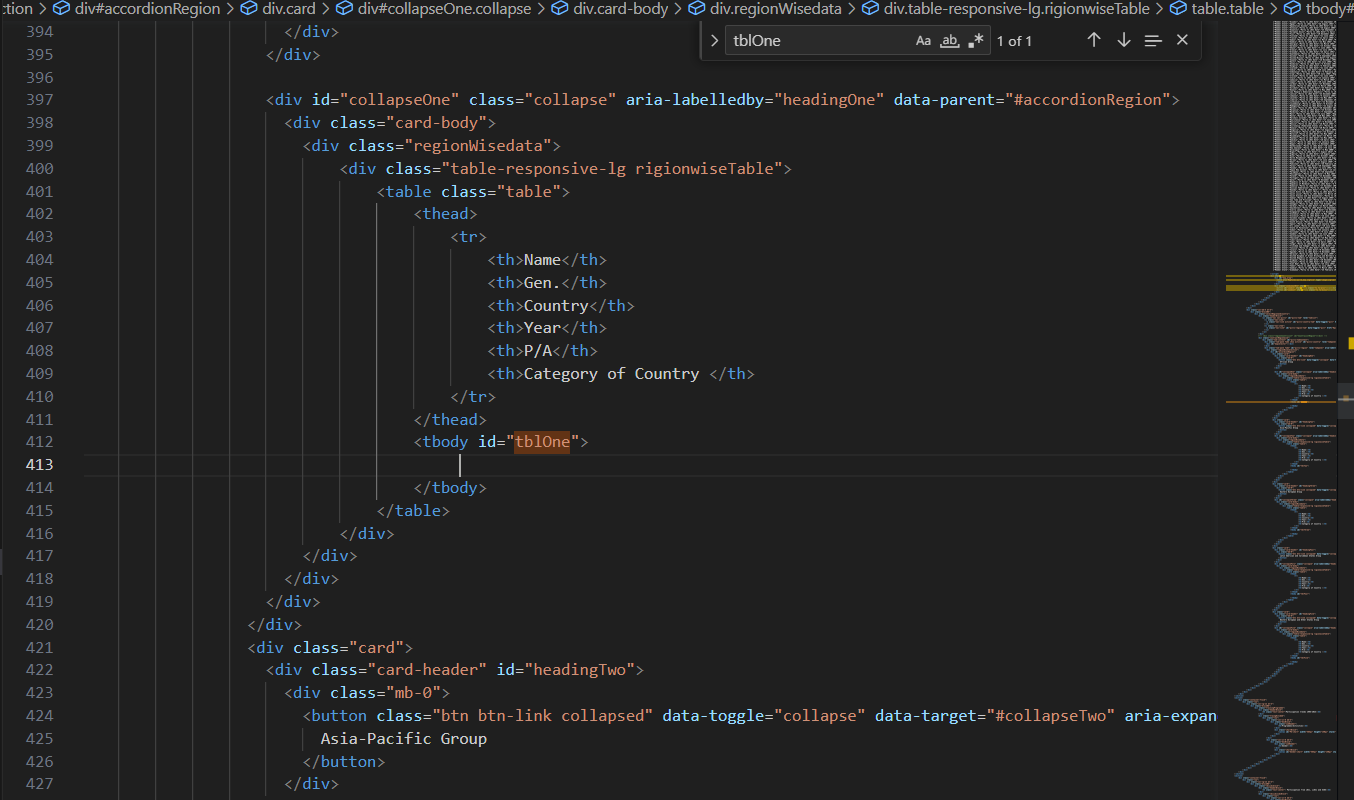 ction > div#accordionRegion > div.card > div#collapseOne.collapse > div.card-body > div.regionWisedata > div.table-responsive-lg.rigionwiseTable > table.table > tbody#
tblOne Aa ab .* 1 of 1
394 </div>
395 </div>
396
397 <div id="collapseOne" class="collapse" aria-labelledby="headingOne" data-parent="#accordionRegion">
398 <div class="card-body">
399 <div class="regionWisedata">
400 <div class="table-responsive-lg rigionwiseTable">
401 <table class="table">
402 <thead>
403 <tr>
404 <th>Name</th>
405 <th>Gen.</th>
406 <th>Country</th>
407 <th>Year</th>
408 <th>P/A</th>
409 <th>Category of Country </th>
410 </tr>
411 </thead>
412 <tbody id="tblOne">
413
414 </tbody>
415 </table>
416 </div>
417 </div>
418 </div>
419 </div>
420 </div>
421 <div class="card">
422 <div class="card-header" id="headingTwo">
423 <div class="mb-0">
424 <button class="btn btn-link collapsed" data-toggle="collapse" data-target="#collapseTwo" aria-expan
425 Asia-Pacific Group
426 </button>
427 </div>